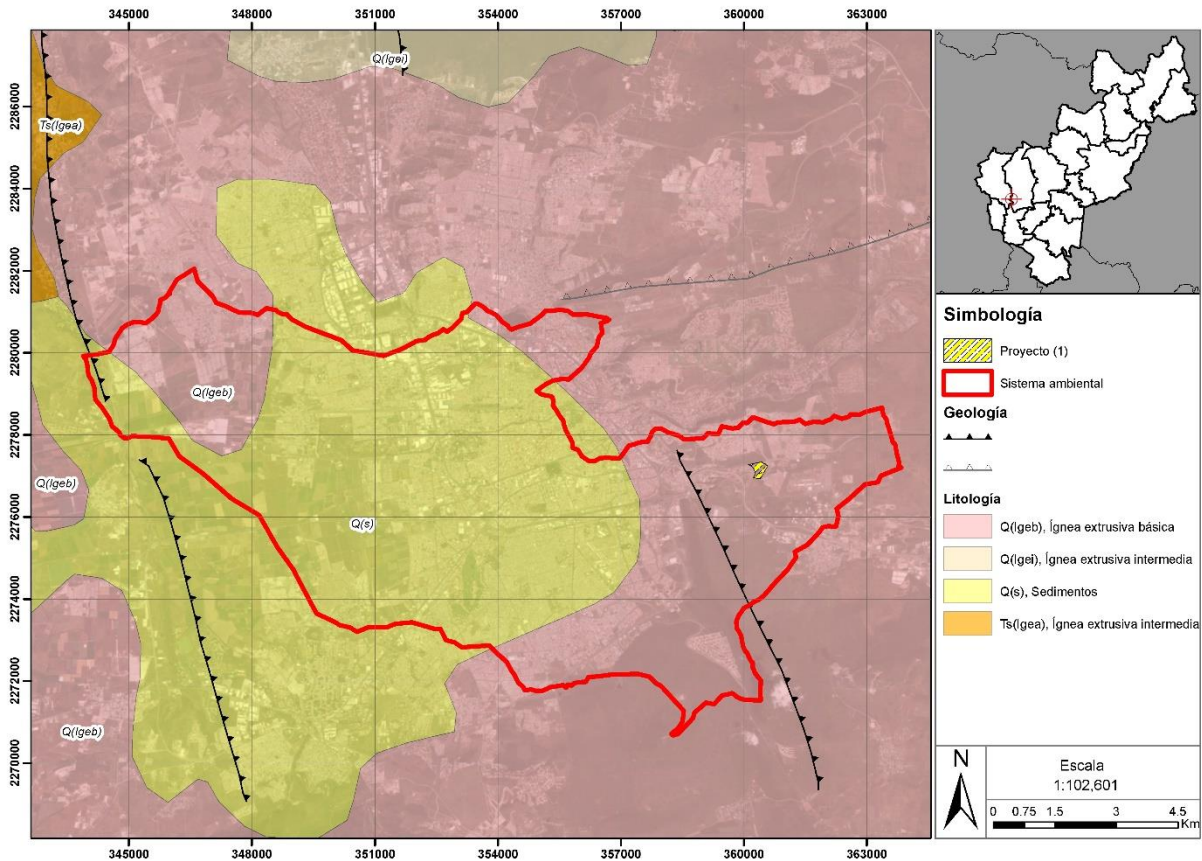 345000 348000 351000 354000 357000 360000 363000
2286000
2284000
2282000
2280000
2278000
2276000
2274000
2272000
2270000
Q(Igei)
Ts(Igea)
Q(Igeb)
Q(Igeb)
Q(s)
Q(Igeb)
345000 348000 351000 354000 357000 360000 363000
Simbología
Proyecto (1)
Sistema ambiental
Geología
Litología
Q(Igeb), Ígnea extrusiva básica
Q(Igei), Ígnea extrusiva intermedia
Q(s), Sedimentos
Ts(Igea), Ígnea extrusiva intermedia
N
Escala
1:102,601
0 0.75 1.5 3 4.5
Km